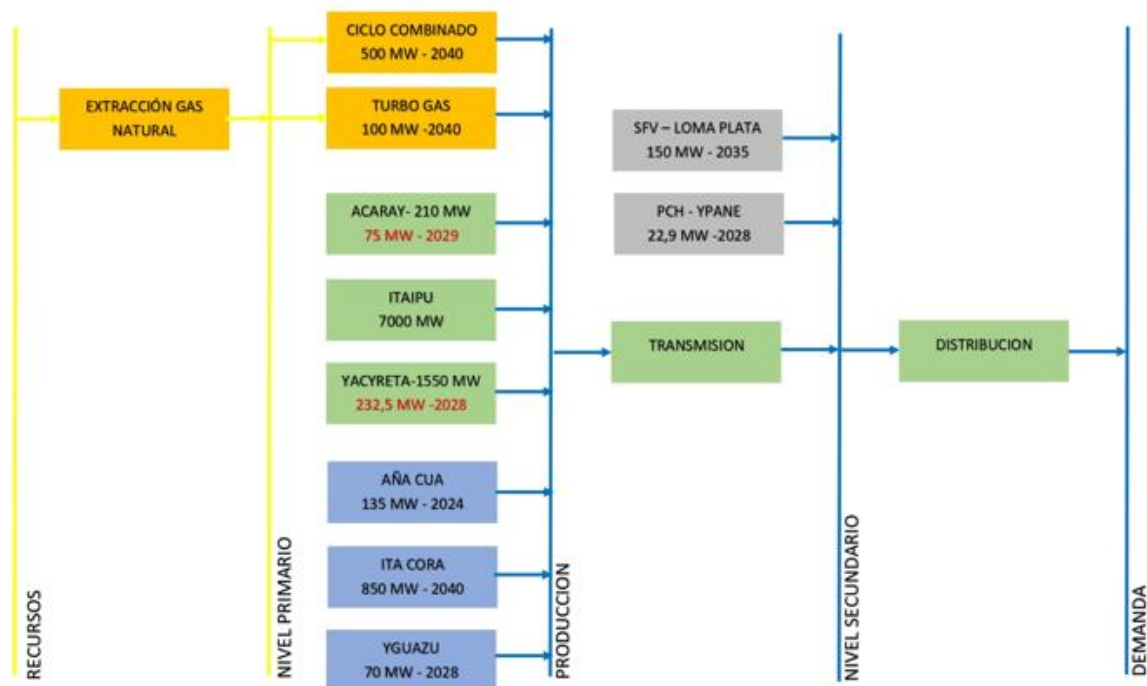 CICLO COMBINADO
500 MW - 2040
EXTRACCIÓN GAS
NATURAL
TURBO GAS
100 MW -2040
SFV – LOMA PLATA
150 MW - 2035
ACARAY- 210 MW
75 MW - 2029
PCH - YPANE
22,9 MW -2028
ITAIPU
7000 MW
TRANSMISION
DISTRIBUCION
YACYRETA-1550 MW
232,5 MW -2028
AÑA CUA
135 MW - 2024
ITA CORA
850 MW - 2040
YGUAZU
70 MW - 2028
RECURSOS
NIVEL PRIMARIO
PRODUCCION
NIVEL SECUNDARIO
DEMANDA